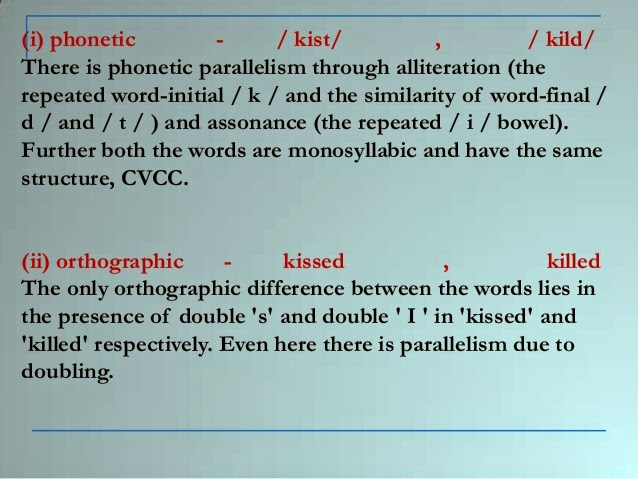 (i) phonetic - / kist/ , / kild/
There is phonetic parallelism through alliteration (the
repeated word-initial / k / and the similarity of word-final /
d / and / t / ) and assonance (the repeated / i / bowel).
Further both the words are monosyllabic and have the same
structure, CVCC.
(ii) orthographic - kissed , killed
The only orthographic difference between the words lies in
the presence of double 's' and double ' I ' in 'kissed' and
'killed' respectively. Even here there is parallelism due to
doubling.